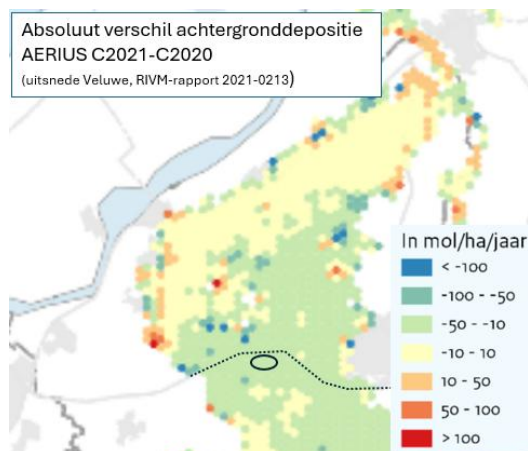 Absoluut verschil achtergronddepositie
AERIUS C2021-C2020
(uitsnede Veluwe, RIVM-rapport 2021-0213)
In mol/ha/jaar
< -100
-100 - -50
-50 - -10
-10 - 10
10 - 50
50 - 100
> 100